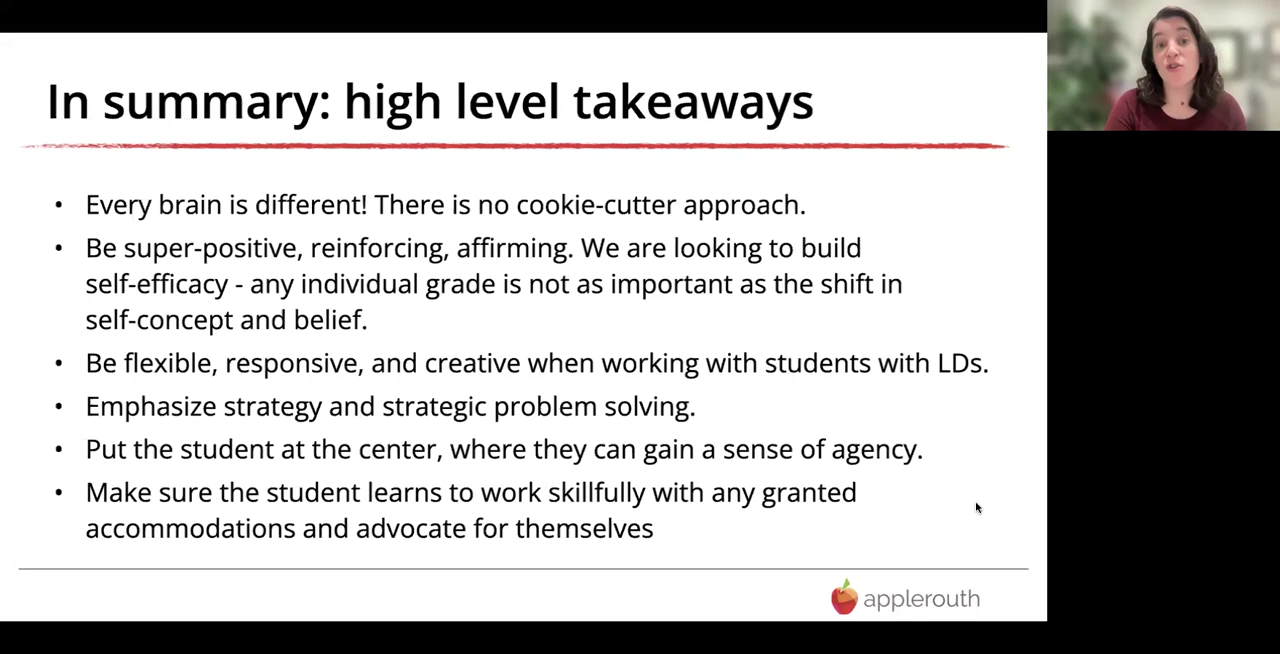 In summary: high level takeaways
• Every brain is different! There is no cookie-cutter approach.
• Be super-positive, reinforcing, affirming. We are looking to build
self-efficacy - any individual grade is not as important as the shift in
self-concept and belief.
• Be flexible, responsive, and creative when working with students with LDs.
• Emphasize strategy and strategic problem solving.
• Put the student at the center, where they can gain a sense of agency.
• Make sure the student learns to work skillfully with any granted
accommodations and advocate for themselves
applerouth